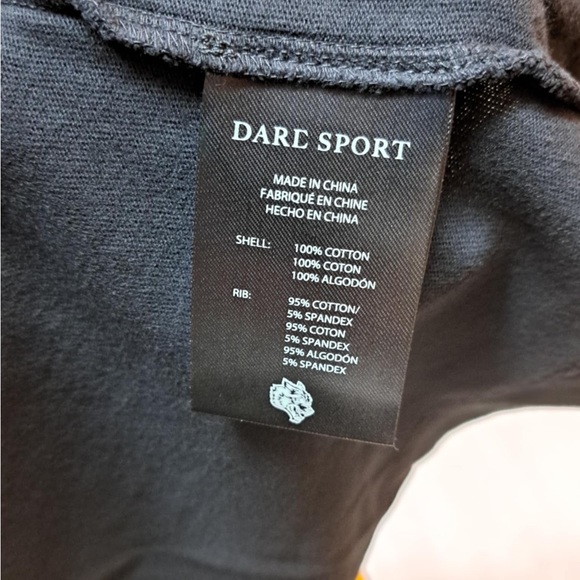 DARE SPORT
MADE IN CHINA
FABRIQUÉ EN CHINE
HECHO EN CHINA
SHELL: 100% COTTON
100% COTON
100% ALGODÓN
RIB: 95% COTTON/
5% SPANDEX
95% COTON
5% SPANDEX
95% ALGODÓN
5% SPANDEX